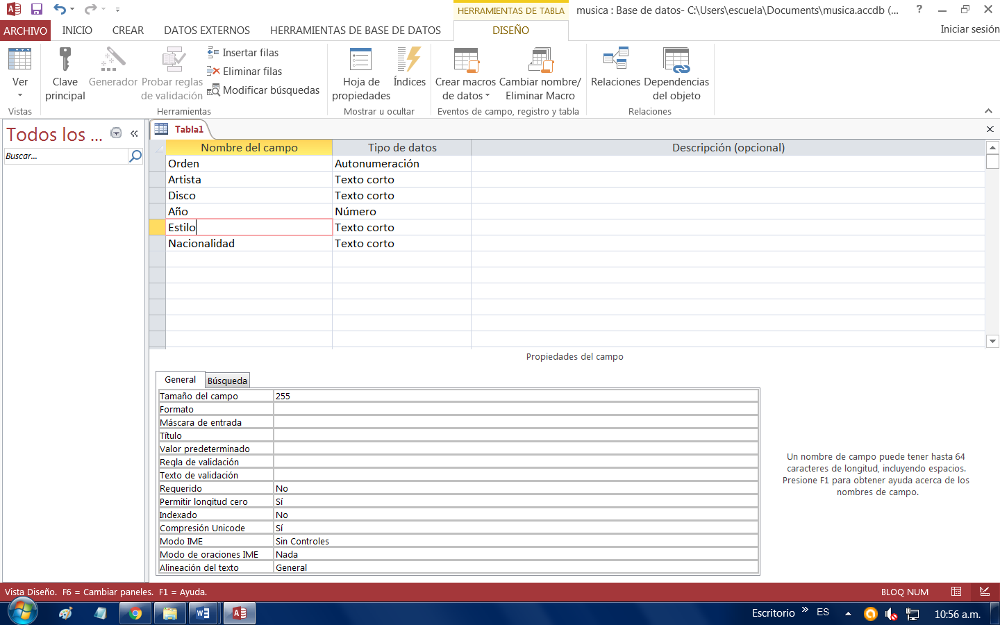 HERRAMIENTAS DE TABLA
musica : Base de datos- C:\Users\escuela\Documents\musica.accdb (...
?
ARCHIVO
INICIO
CREAR
DATOS EXTERNOS
HERRAMIENTAS DE BASE DE DATOS
DISEÑO
Iniciar sesión
Ver
Clave
principal
Generador
Probar reglas
de validación
Insertar filas
Eliminar filas
Modificar búsquedas
Hoja de
propiedades
Índices
Crear macros
de datos
Cambiar nombre/
Eliminar Macro
Relaciones
Dependencias
del objeto
Vistas
Herramientas
Mostrar u ocultar
Eventos de campo, registro y tabla
Relaciones
Todos los ...
«
Buscar...
Tabla1
Nombre del campo
Tipo de datos
Descripción (opcional)
Orden
Autonumeración
Artista
Texto corto
Disco
Texto corto
Año
Número
Estilo
Texto corto
Nacionalidad
Texto corto
Propiedades del campo
General
Búsqueda
Tamaño del campo
255
Formato
Máscara de entrada
Título
Valor predeterminado
Regla de validación
Texto de validación
Requerido
No
Permitir longitud cero
Sí
Indexado
No
Compresión Unicode
Sí
Modo IME
Sin Controles
Modo de oraciones IME
Nada
Alineación del texto
General
Un nombre de campo puede tener hasta 64
caracteres de longitud, incluyendo espacios.
Presione F1 para obtener ayuda acerca de los
nombres de campo.
Vista Diseño. F6 = Cambiar paneles. F1 = Ayuda.
BLOQ NUM
Escritorio
»
ES
10:56 a.m.